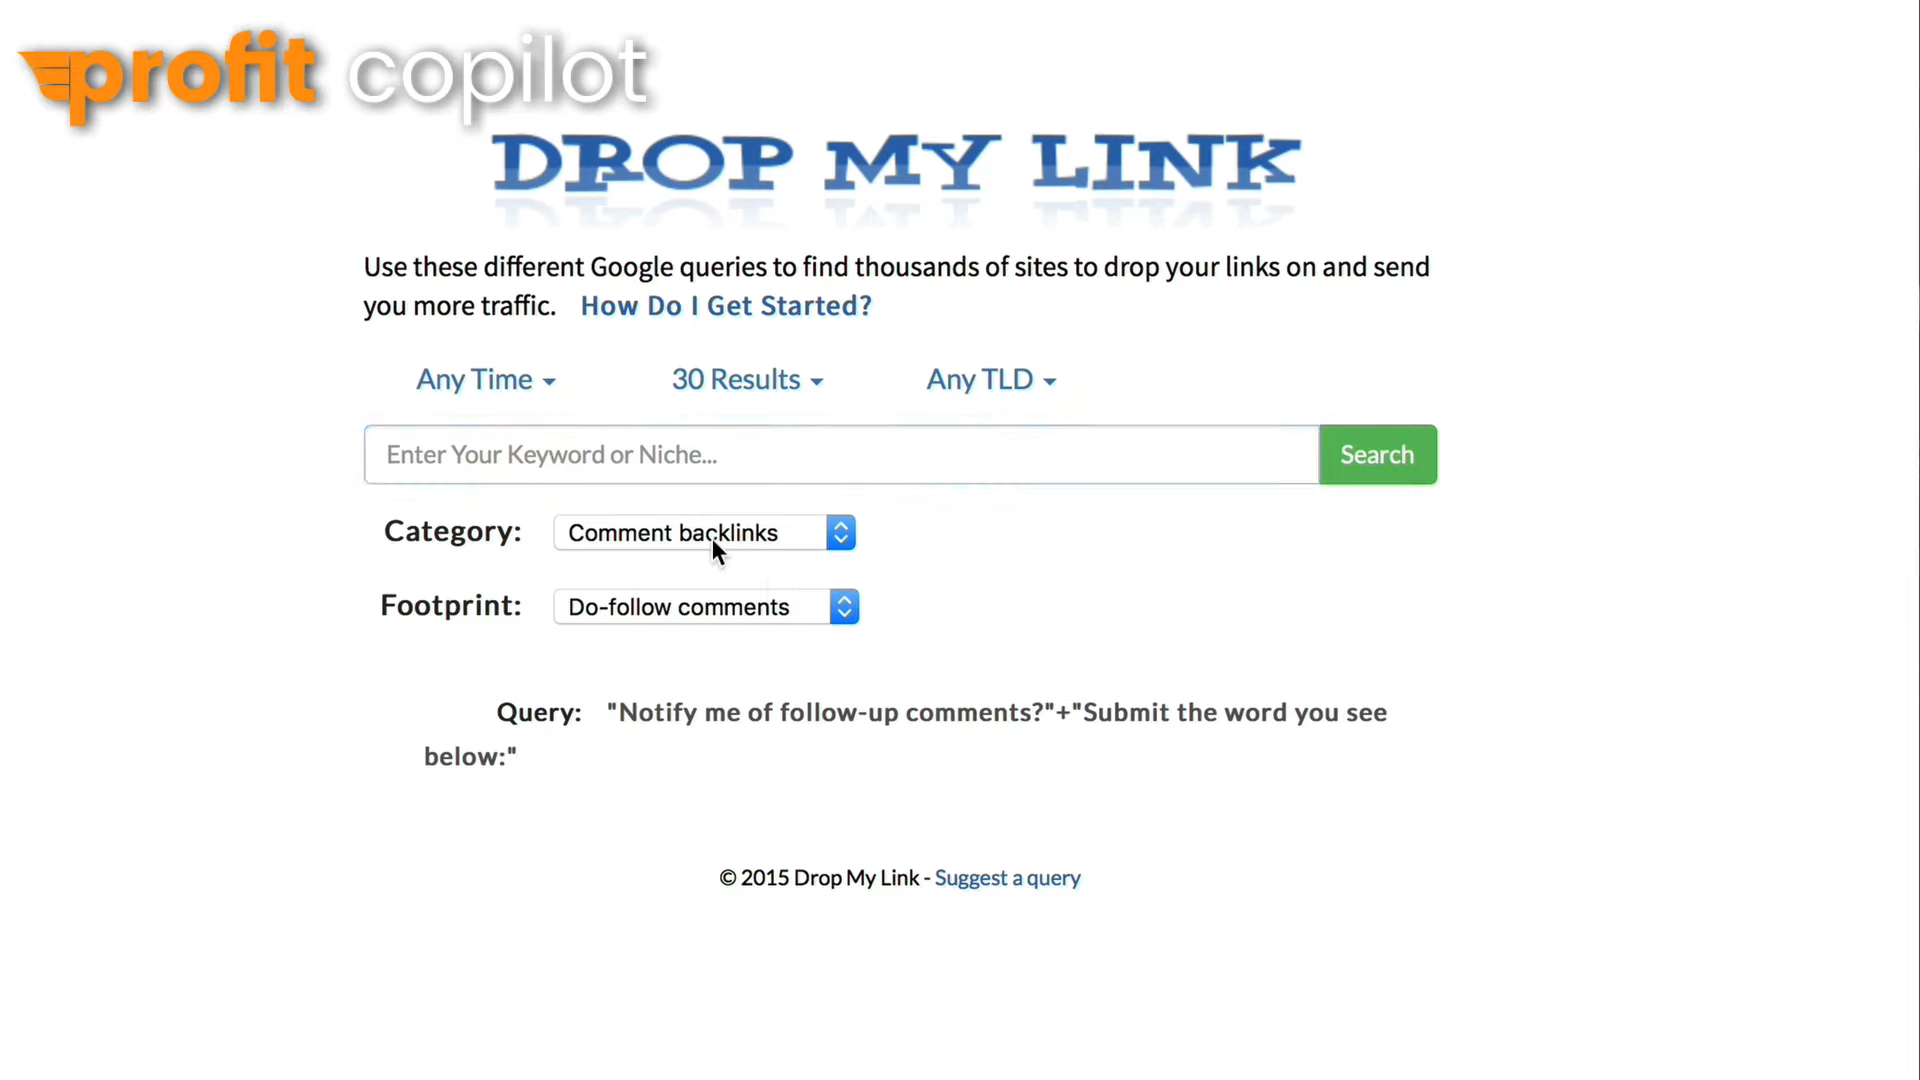 profit copilot
DROP MY LINK
Use these different Google queries to find thousands of sites to drop your links on and send
you more traffic. How Do I Get Started?
Any Time 30 Results Any TLD
Enter Your Keyword or Niche... Search
Category: Comment backlinks
Footprint: Do-follow comments
Query: "Notify me of follow-up comments?"+"Submit the word you see
below:"
© 2015 Drop My Link - Suggest a query